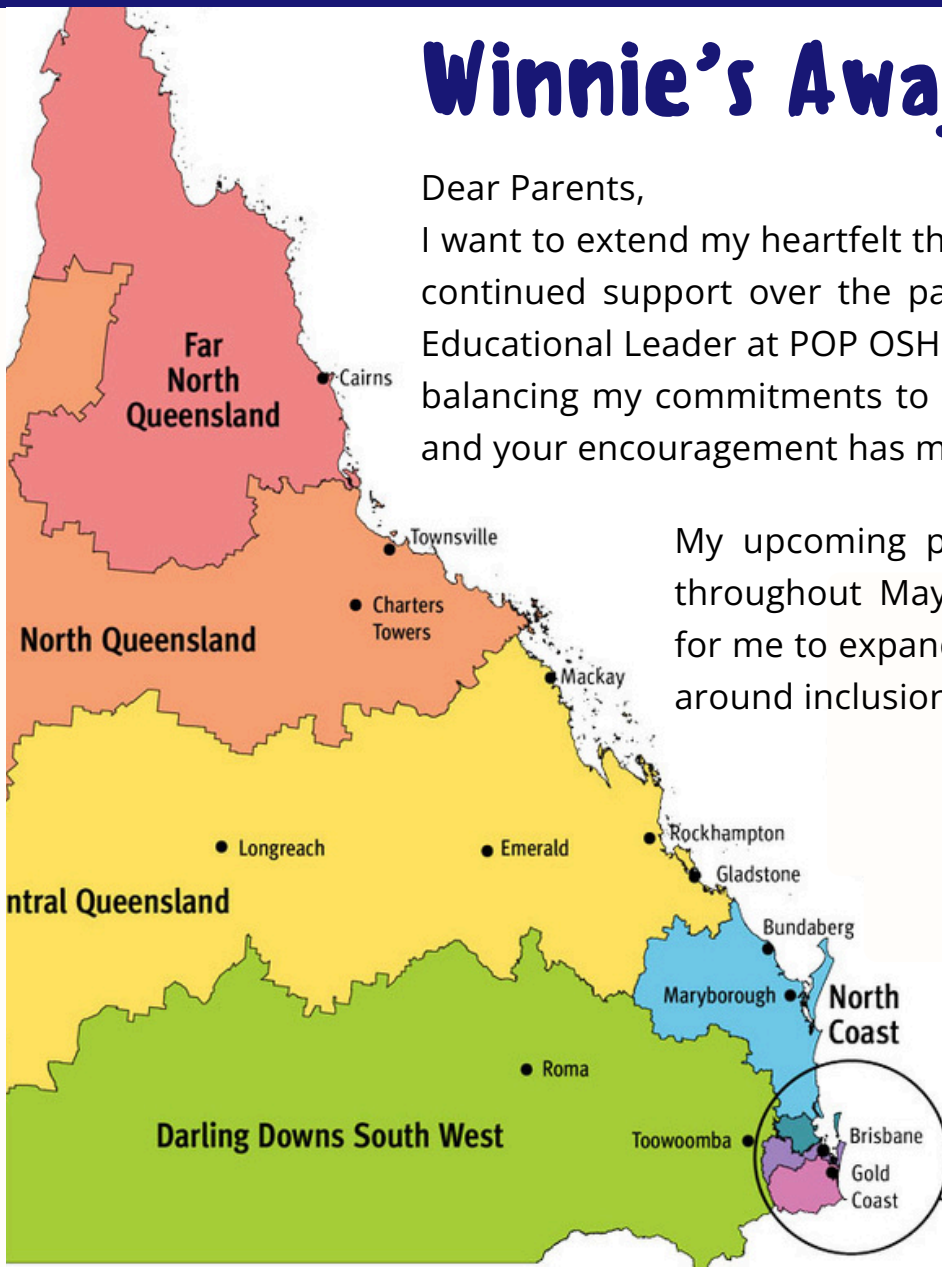 Winnie's Awa
Dear Parents,
I want to extend my heartfelt th
continued support over the pa
Educational Leader at POP OSH
balancing my commitments to
and your encouragement has m
My upcoming p
throughout May
for me to expand
around inclusion
Far
North
Queensland
Cairns
Townsville
Charters
Towers
North Queensland
Mackay
Longreach
Emerald
Rockhampton
Gladstone
ntral Queensland
Bundaberg
Maryborough
North
Coast
Roma
Darling Downs South West
Toowoomba
Brisbane
Gold
Coast